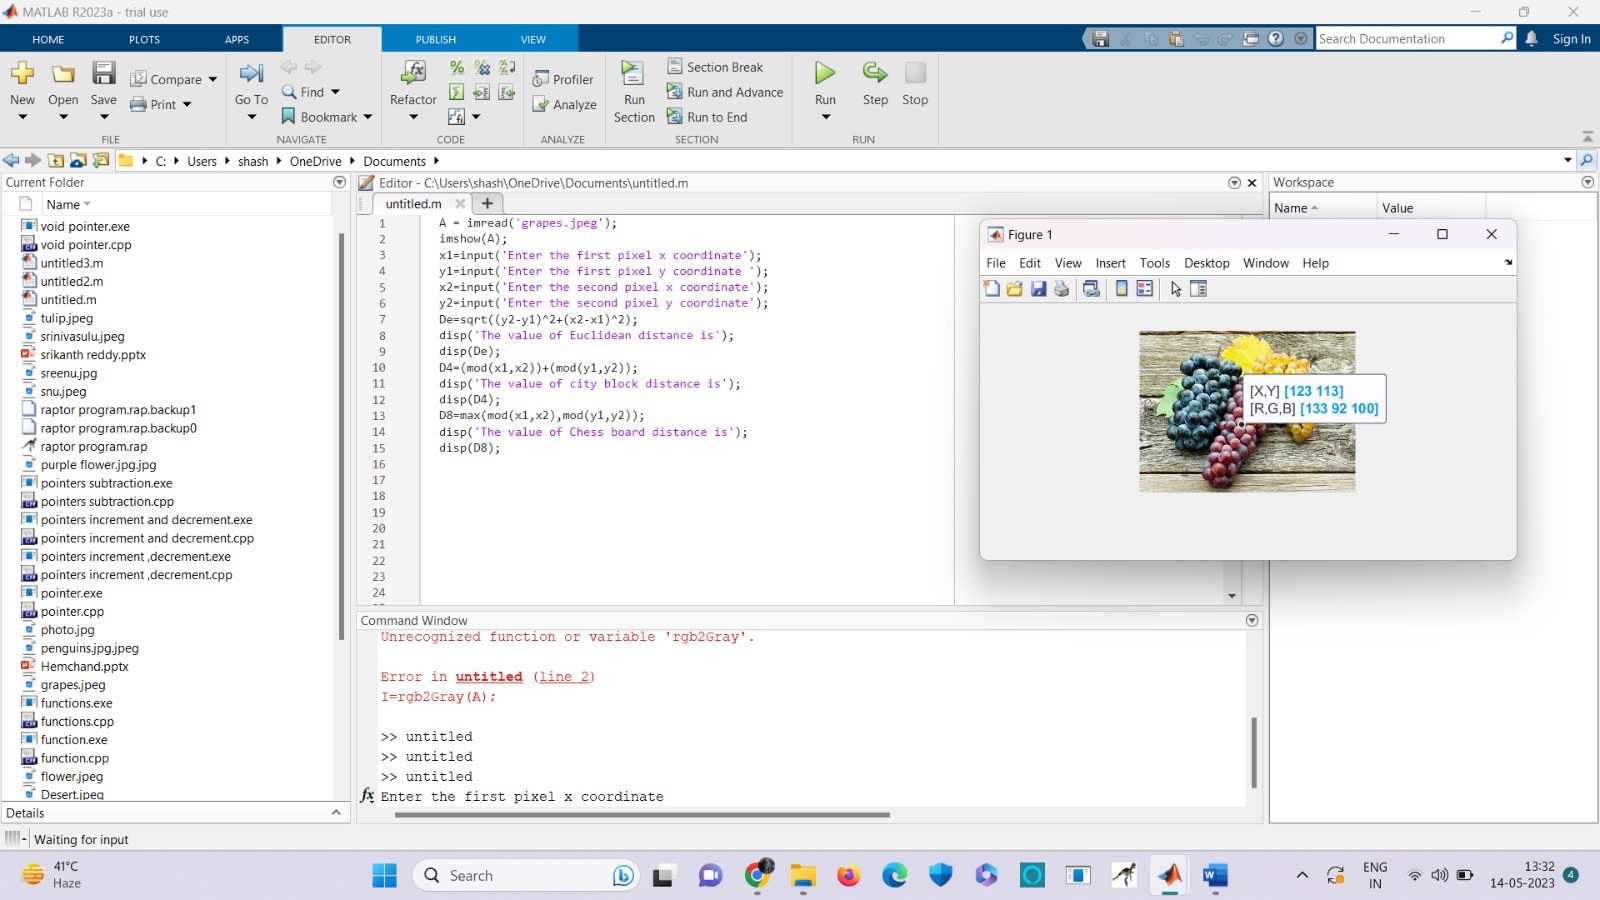 MATLAB R2023a - trial use
HOME PLOTS APPS EDITOR PUBLISH VIEW
Search Documentation
Sign In
New
Open
Save
Compare
Print
FILE
Go To
Find
Bookmark
NAVIGATE
Refactor
CODE
Profiler
Analyze
ANALYZE
Run Section
Section Break
Run and Advance
Run to End
SECTION
Run
Step
Stop
RUN
C: Users shash OneDrive Documents
Current Folder
Name
void pointer.exe
void pointer.cpp
untitled3.m
untitled2.m
untitled.m
tulip.jpeg
srinivasulu.jpeg
srikanth reddy.pptx
sreenu.jpg
snu.jpeg
raptor program.rap.backup1
raptor program.rap.backup0
raptor program.rap
purple flower.jpg.jpg
pointers subtraction.exe
pointers subtraction.cpp
pointers increment and decrement.exe
pointers increment and decrement.cpp
pointers increment ,decrement.exe
pointers increment ,decrement.cpp
pointer.exe
pointer.cpp
photo.jpg
penguins.jpg.jpeg
Hemchand.pptx
grapes.jpeg
functions.exe
functions.cpp
function.exe
function.cpp
flower.jpeg
Desert.jpeg
Details
Waiting for input
Editor - C:\Users\shash\OneDrive\Documents\untitled.m
untitled.m
1 A = imread('grapes.jpeg');
2 imshow(A);
3 x1=input('Enter the first pixel x coordinate');
4 y1=input('Enter the first pixel y coordinate ');
5 x2=input('Enter the second pixel x coordinate');
6 y2=input('Enter the second pixel y coordinate');
7 De=sqrt((y2-y1)^2+(x2-x1)^2);
8 disp('The value of Euclidean distance is');
9 disp(De);
10 D4=(mod(x1,x2))+(mod(y1,y2));
11 disp('The value of city block distance is');
12 disp(D4);
13 D8=max(mod(x1,x2),mod(y1,y2));
14 disp('The value of Chess board distance is');
15 disp(D8);
16
17
18
19
20
21
22
23
24
Command Window
Unrecognized function or variable 'rgb2Gray'.
Error in untitled (line 2)
I=rgb2Gray(A);
>> untitled
>> untitled
>> untitled
fx Enter the first pixel x coordinate
Workspace
Name Value
Figure 1
File Edit View Insert Tools Desktop Window Help
[X,Y] [123 113]
[R,G,B] [133 92 100]
41°C
Haze
Search
ENG
IN
13:32
14-05-2023
4